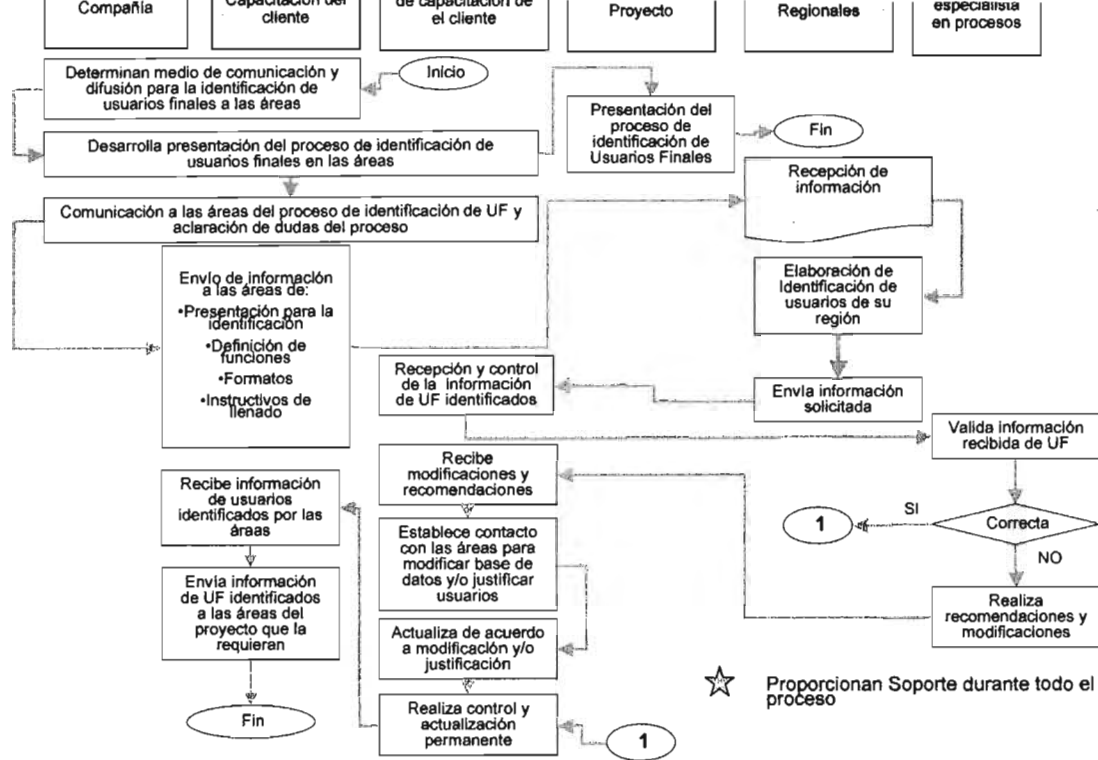 Compañía
Capacitación del
cliente
de capacitación de
el cliente
Proyecto
Regionales
especialista
en procesos
Determinan medio de comunicación y
difusión para la identificación de
usuarios finales a las áreas
Inicio
Presentación del
proceso de
identificación de
Usuarios Finales
Fin
Desarrolla presentación del proceso de identificación de
usuarios finales en las áreas
Recepción de
información
Comunicación a las áreas del proceso de identificación de UF y
aclaración de dudas del proceso
Envío de información
a las áreas de:
•Presentación para la
identificación
•Definición de
funciones
•Formatos
•Instructivos de
llenado
Elaboración de
Identificación de
usuarios de su
región
Recepción y control
de la información
de UF identificados
Envía información
solicitada
Valida información
recibida de UF
Recibe
modificaciones y
recomendaciones
Recibe información
de usuarios
identificados por las
áreas
SI
1
Correcta
NO
Establece contacto
con las áreas para
modificar base de
datos y/o justificar
usuarios
Envía información
de UF identificados
a las áreas del
proyecto que la
requieran
Realiza
recomendaciones y
modificaciones
Actualiza de acuerdo
a modificación y/o
justificación
Proporcionan Soporte durante todo el
proceso
Fin
Realiza control y
actualización
permanente
1